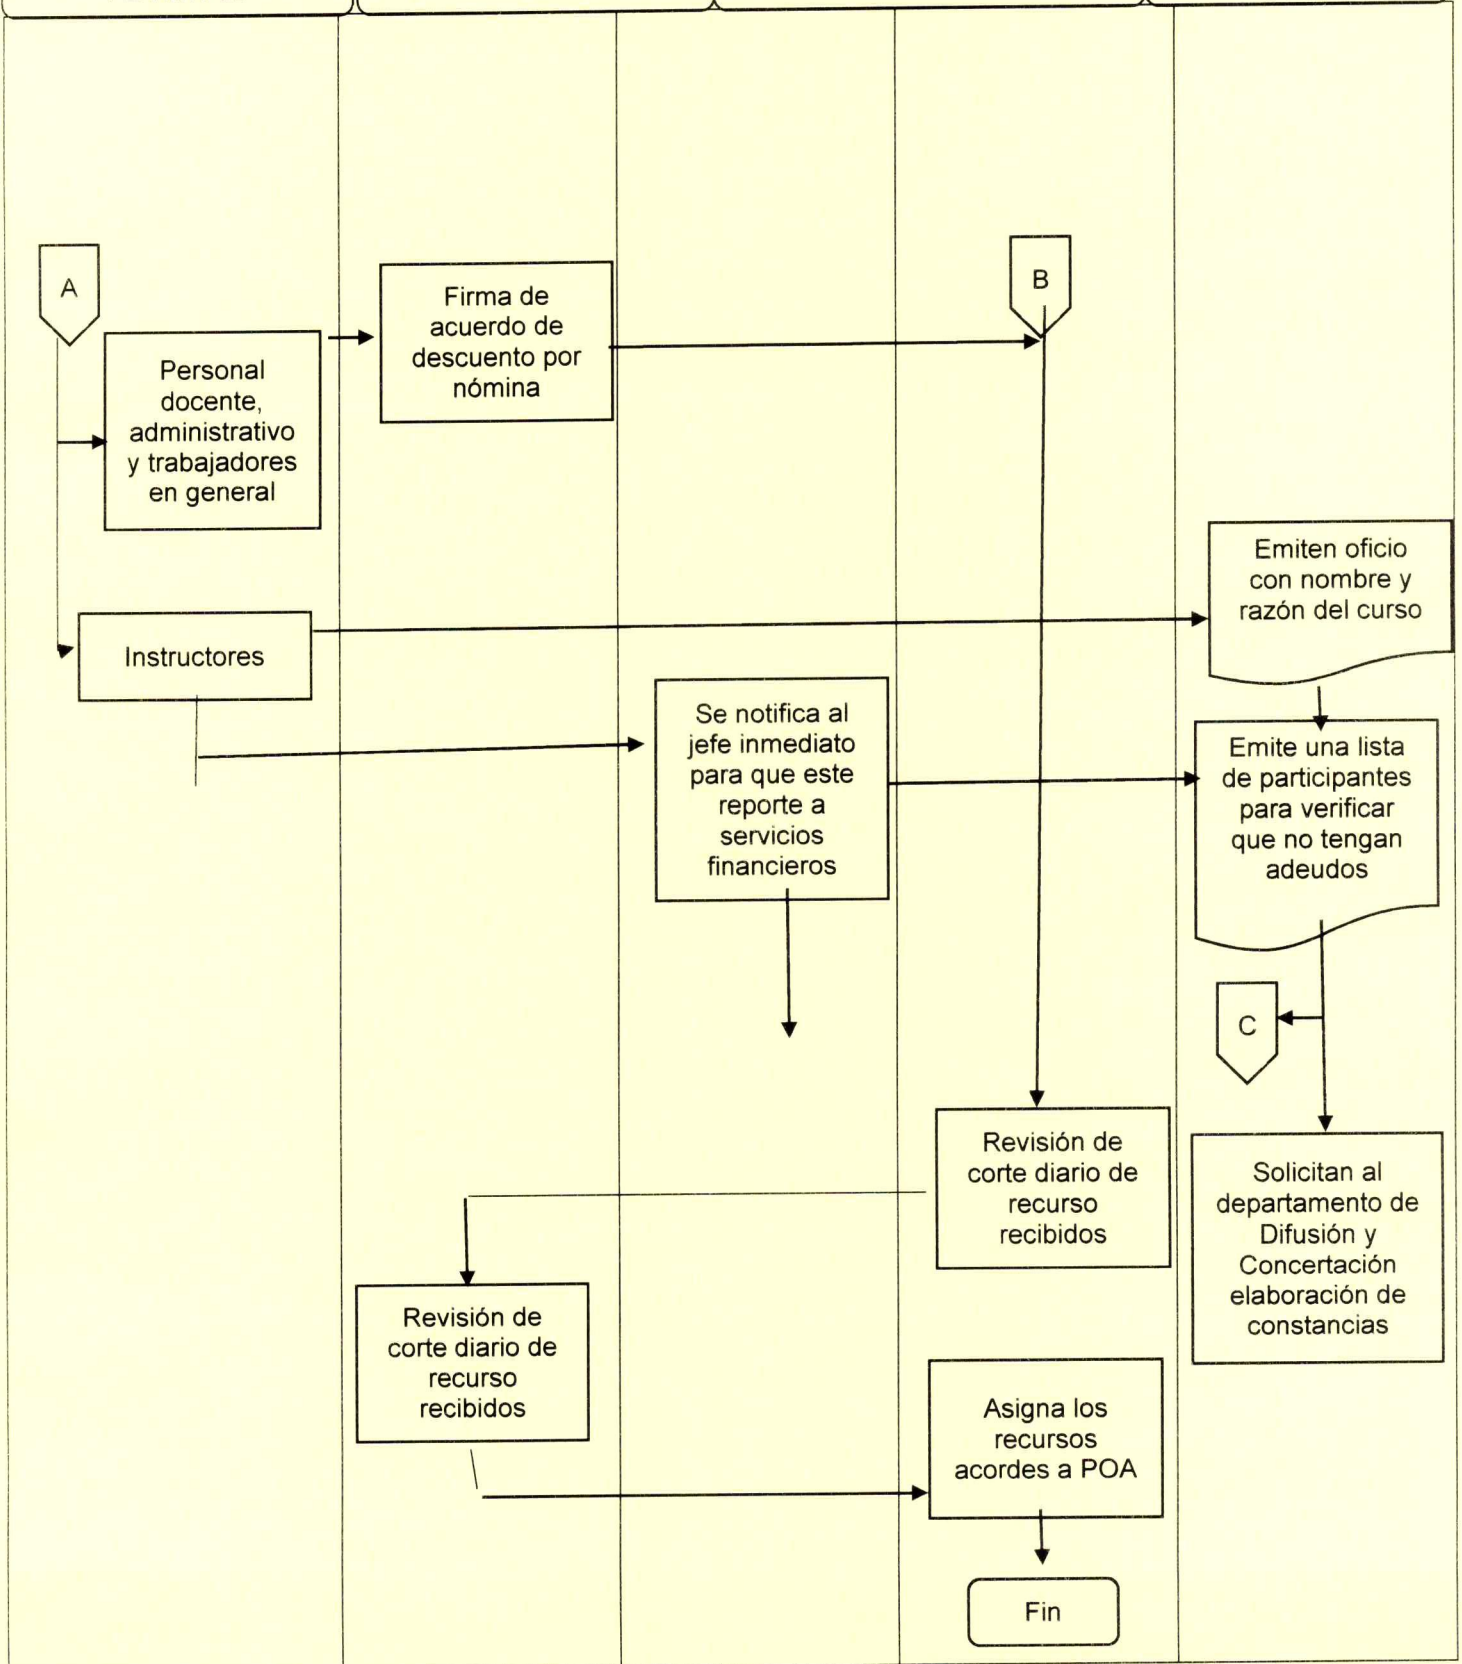 A
Personal
docente,
administrativo
y trabajadores
en general
Firma de
acuerdo de
descuento por
nómina
B
Instructores
Emiten oficio
con nombre y
razón del curso
Se notifica al
jefe inmediato
para que este
reporte a
servicios
financieros
Emite una lista
de participantes
para verificar
que no tengan
adeudos
C
Revisión de
corte diario de
recurso
recibidos
Solicitan al
departamento de
Difusión y
Concertación
elaboración de
constancias
Revisión de
corte diario de
recurso
recibidos
Asigna los
recursos
acordes a POA
Fin